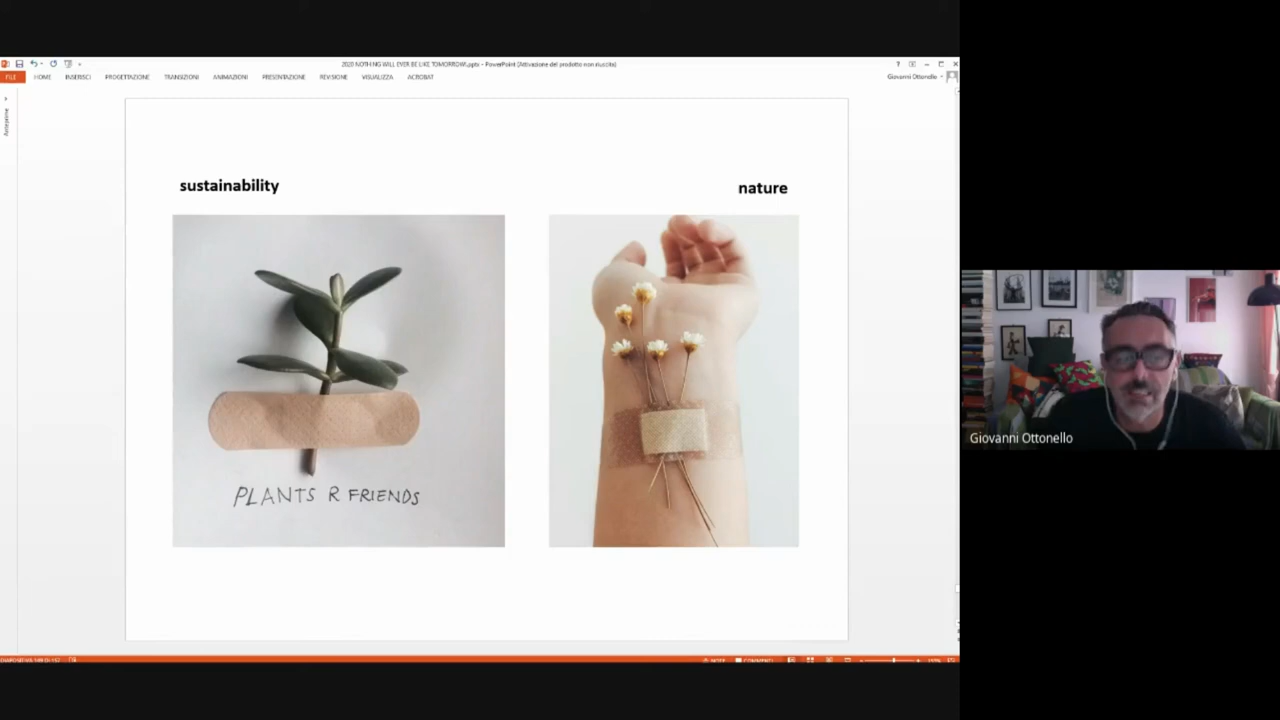 2020 NOTHING WILL EVER BE LIKE TOMORROW.pptx - PowerPoint (Attivazione del prodotto non riuscita)
FILE HOME INSERISCI PROGETTAZIONE TRANSIZIONI ANIMAZIONI PRESENTAZIONE REVISIONE VISUALIZZA ACROBAT
Giovanni Ottonello
Anteprime
sustainability
nature
PLANTS R FRIENDS
Giovanni Ottonello
NOTE COMMENTI